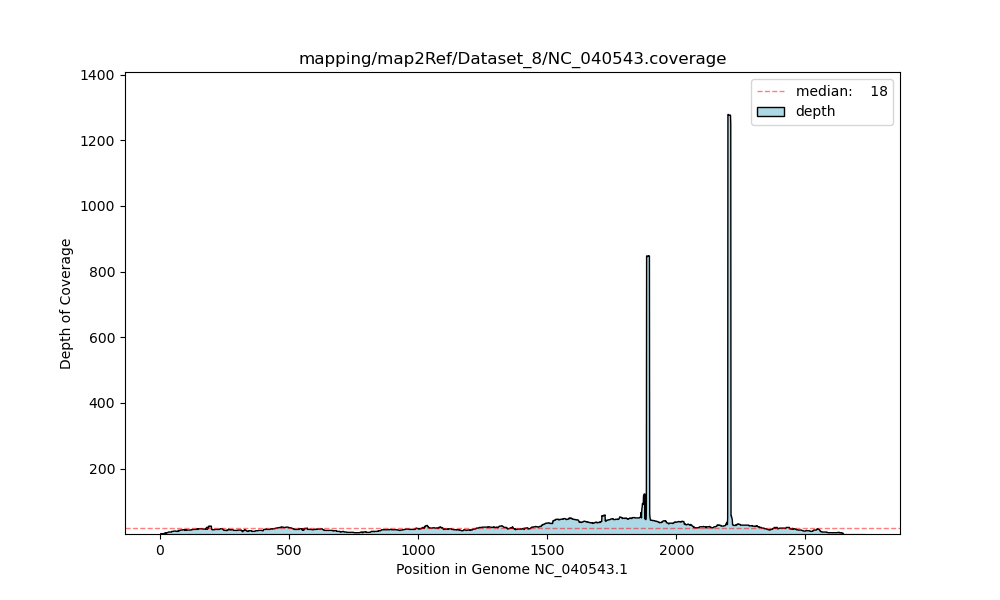 mapping/map2Ref/Dataset_8/NC_040543.coverage
median: 18
depth
1400
1200
1000
800
600
400
200
Depth of Coverage
0 500 1000 1500 2000 2500
Position in Genome NC_040543.1